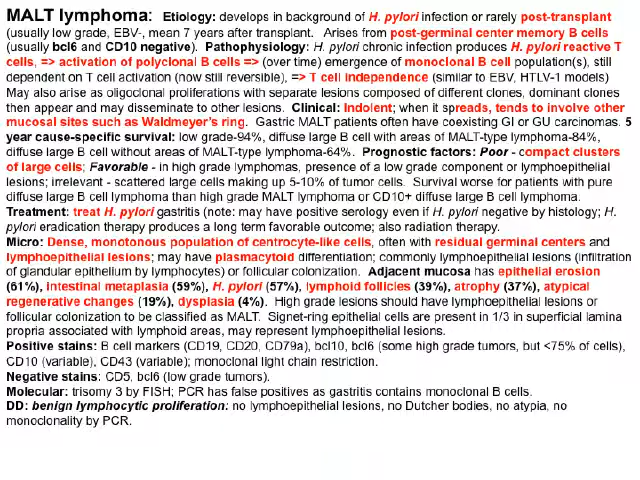 MALT lymphoma: Etiology: develops in background of H. pylori infection or rarely post-transplant
(usually low grade, EBV-, mean 7 years after transplant. Arises from post-germinal center memory B cells
(usually bcl6 and CD10 negative). Pathophysiology: H. pylori chronic infection produces H. pylori reactive T
cells, => activation of polyclonal B cells => (over time) emergence of monoclonal B cell population(s), still
dependent on T cell activation (now still reversible), => T cell independence (similar to EBV, HTLV-1 models)
May also arise as oligoclonal proliferations with separate lesions composed of different clones, dominant clones
then appear and may disseminate to other lesions. Clinical: Indolent; when it spreads, tends to involve other
mucosal sites such as Waldmeyer's ring. Gastric MALT patients often have coexisting GI or GU carcinomas. 5
year cause-specific survival: low grade-94%, diffuse large B cell with areas of MALT-type lymphoma-84%,
diffuse large B cell without areas of MALT-type lymphoma-64%. Prognostic factors: Poor - compact clusters
of large cells; Favorable - in high grade lymphomas, presence of a low grade component or lymphoepithelial
lesions; irrelevant - scattered large cells making up 5-10% of tumor cells. Survival worse for patients with pure
diffuse large B cell lymphoma than high grade MALT lymphoma or CD10+ diffuse large B cell lymphoma.
Treatment: treat H. pylori gastritis (note: may have positive serology even if H. pylori negative by histology; H.
pylori eradication therapy produces a long term favorable outcome; also radiation therapy.
Micro: Dense, monotonous population of centrocyte-like cells, often with residual germinal centers and
lymphoepithelial lesions; may have plasmacytoid differentiation; commonly lymphoepithelial lesions (infiltration
of glandular epithelium by lymphocytes) or follicular colonization. Adjacent mucosa has epithelial erosion
(61%), intestinal metaplasia (59%), H. pylori (57%), lymphoid follicles (39%), atrophy (37%), atypical
regenerative changes (19%), dysplasia (4%). High grade lesions should have lymphoepithelial lesions or
follicular colonization to be classified as MALT. Signet-ring epithelial cells are present in 1/3 in superficial lamina
propria associated with lymphoid areas, may represent lymphoepithelial lesions.
Positive stains: B cell markers (CD19, CD20, CD79a), bcl10, bcl6 (some high grade tumors, but <75% of cells),
CD10 (variable), CD43 (variable); monoclonal light chain restriction.
Negative stains: CD5, bcl6 (low grade tumors).
Molecular: trisomy 3 by FISH; PCR has false positives as gastritis contains monoclonal B cells.
DD: benign lymphocytic proliferation: no lymphoepithelial lesions, no Dutcher bodies, no atypia, no
monoclonality by PCR.